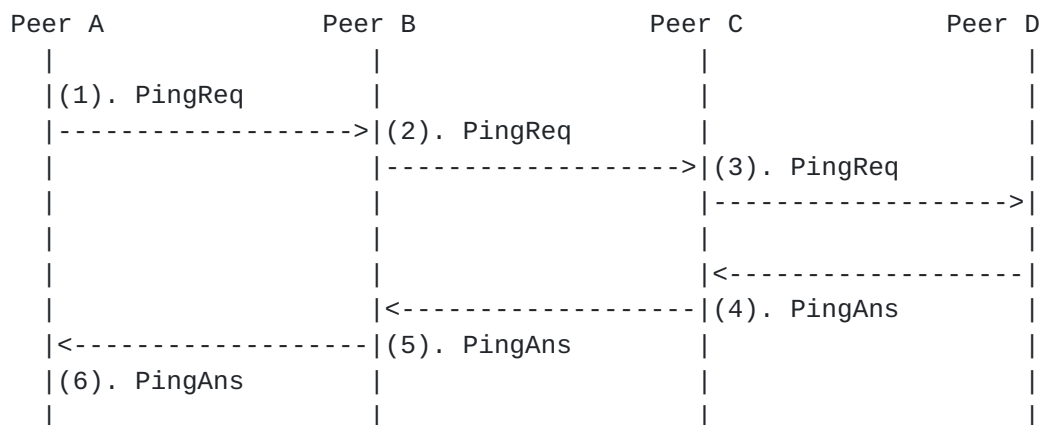 Peer A Peer B Peer C Peer D
(1). PingReq
(2). PingReq
(3). PingReq
(4). PingAns
(5). PingAns
(6). PingAns